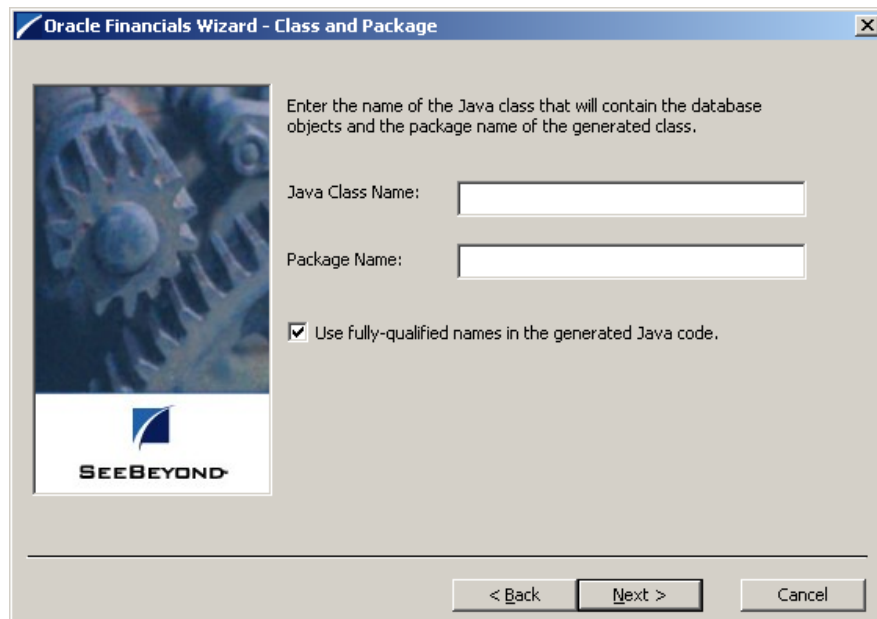 Oracle Financials Wizard - Class and Package
Enter the name of the Java class that will contain the database
objects and the package name of the generated class.
Java Class Name:
Package Name:
Use fully-qualified names in the generated Java code.
SEEBEYOND
< Back Next > Cancel